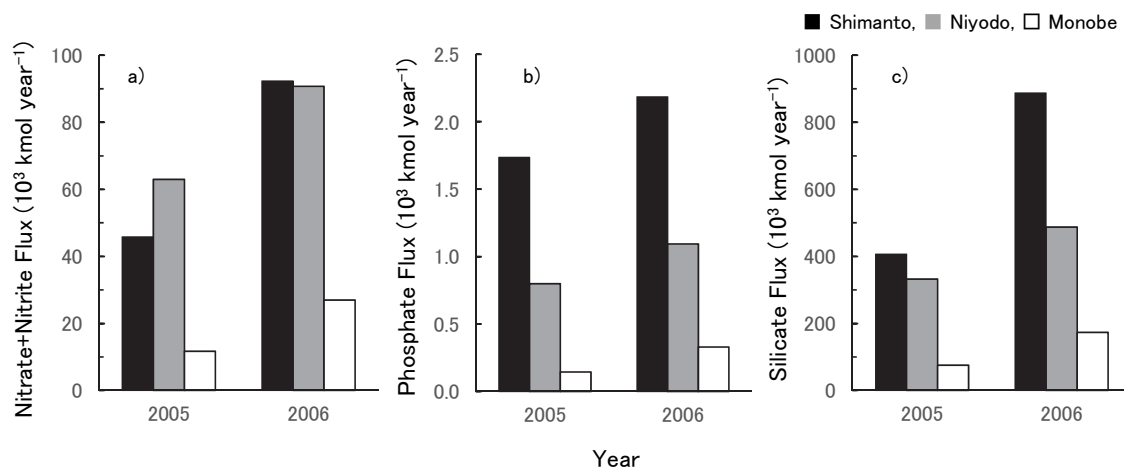 ■ Shimanto, ■ Niyodo, □ Monobe
a)
Nitrate+Nitrite Flux (10³ kmol year⁻¹)
100
80
60
40
20
0
2005 2006
b)
Phosphate Flux (10³ kmol year⁻¹)
2.5
2.0
1.5
1.0
0.5
0.0
2005 2006
c)
Silicate Flux (10³ kmol year⁻¹)
1000
800
600
400
200
0
2005 2006
Year